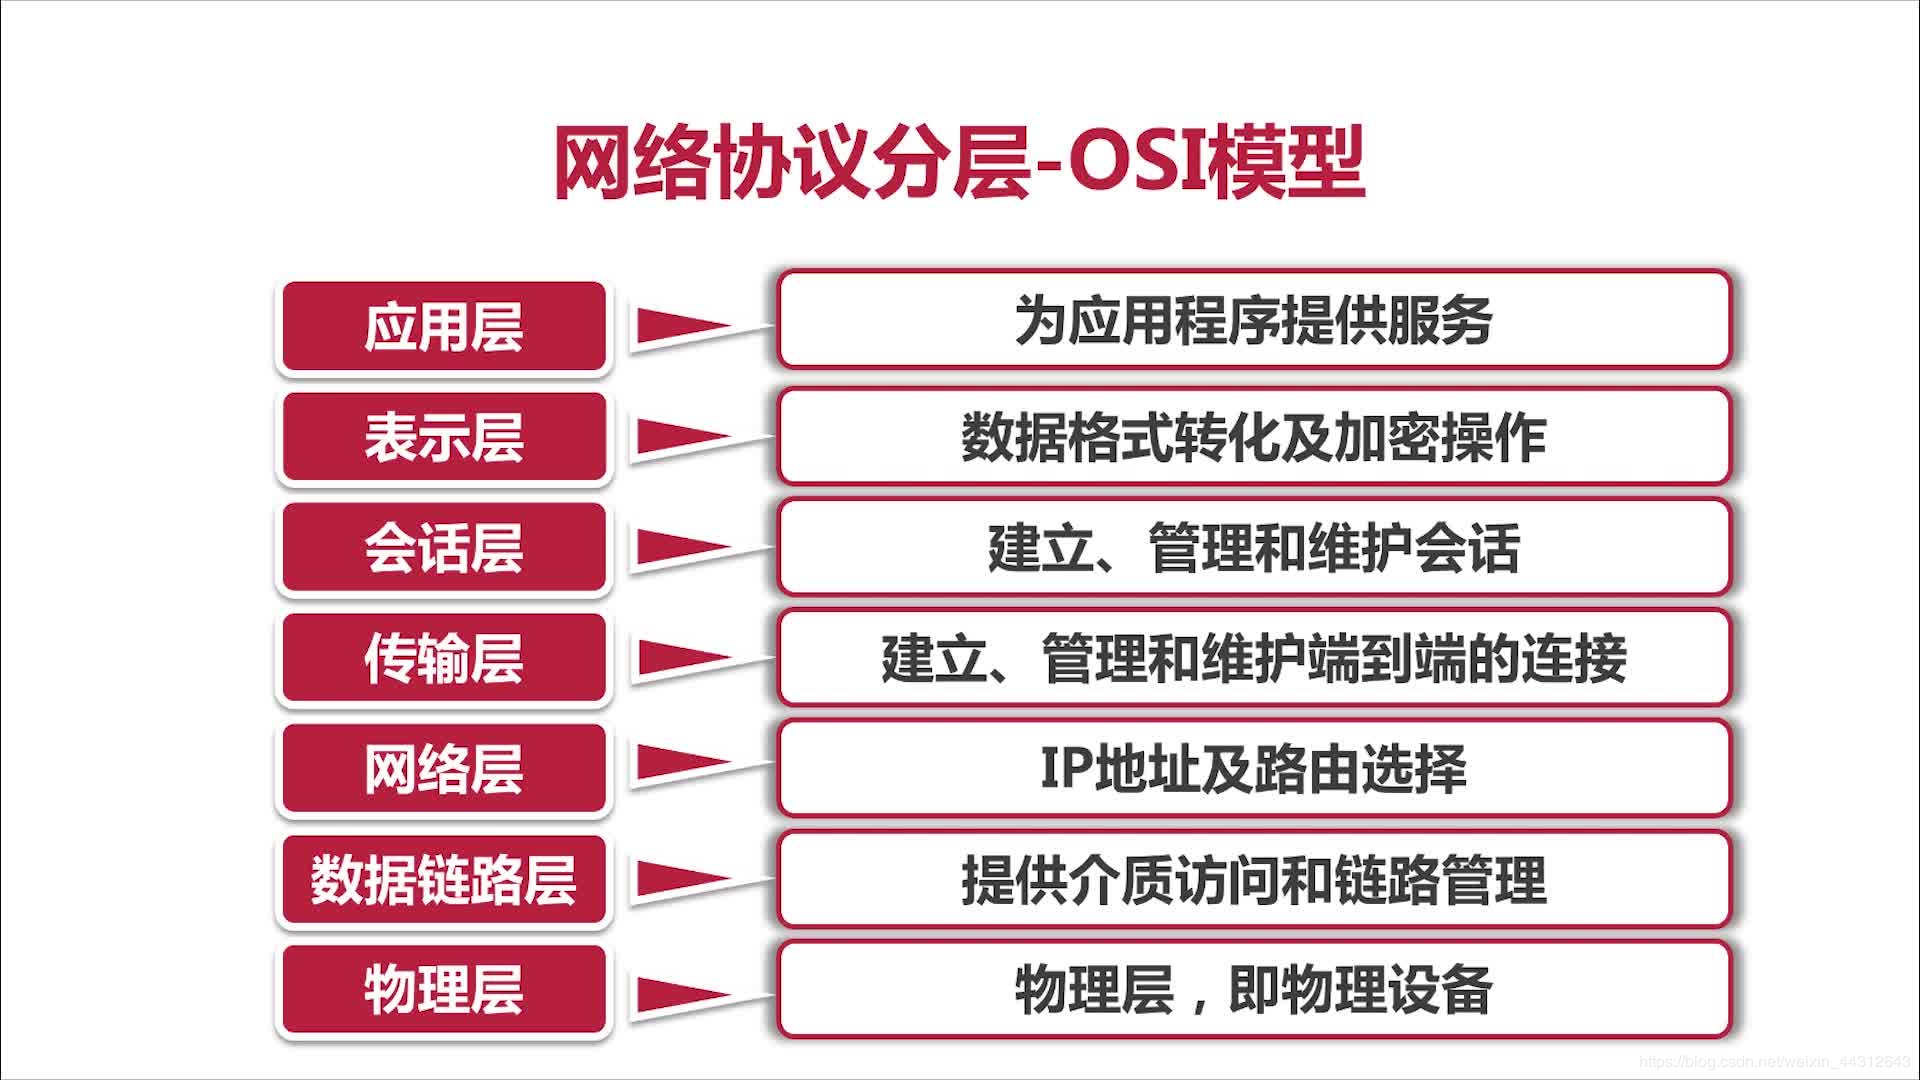 网络协议分层-OSI模型
应用层
为应用程序提供服务
表示层
数据格式转化及加密操作
会话层
建立、管理和维护会话
传输层
建立、管理和维护端到端的连接
网络层
IP地址及路由选择
数据链路层
提供介质访问和链路管理
物理层
物理层，即物理设备
https://blog.csdn.net/weixin_44312643